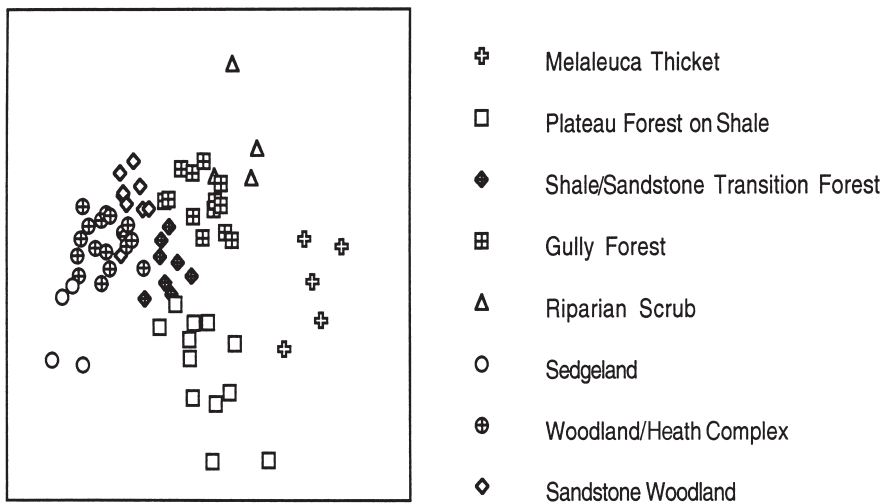 Melaleuca Thicket
Plateau Forest on Shale
Shale/Sandstone Transition Forest
Gully Forest
Riparian Scrub
Sedgeland
Woodland/Heath Complex
Sandstone Woodland